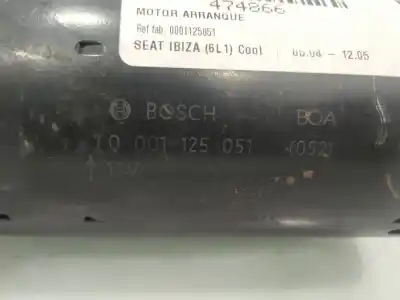 474866
MOTOR ARRANQUE
Ref fab. 0001125051
SEAT IBIZA (6L1) Cool 05.04 - 12.05
BOSCH BOA
0 001 125 051 (052)
12V